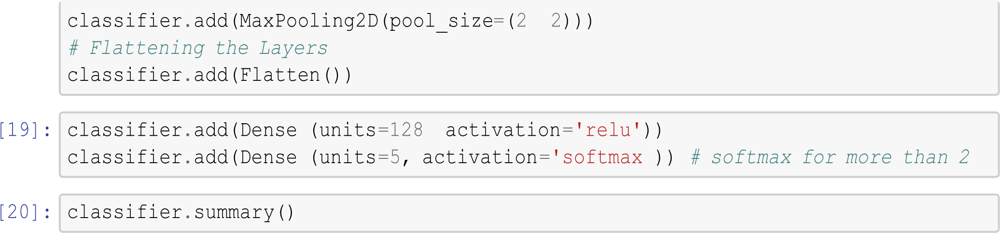 classifier.add(MaxPooling2D(pool_size=(2  2)))
# Flattening the Layers
classifier.add(Flatten())
[19]: classifier.add(Dense (units=128  activation='relu'))
classifier.add(Dense (units=5, activation='softmax )) # softmax for more than 2
[20]: classifier.summary()